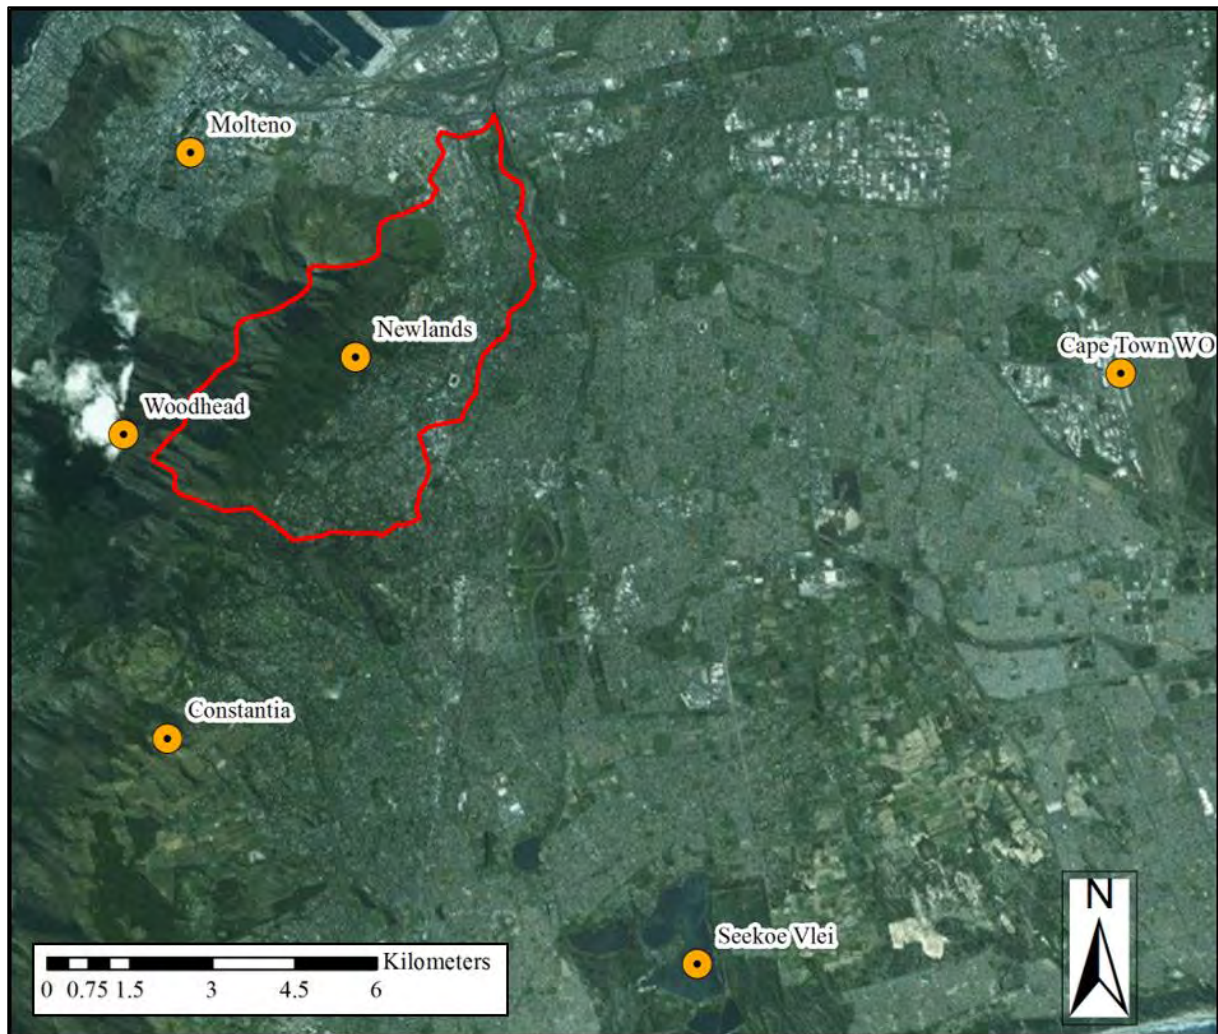 Molteno
Newlands
Cape Town WO
Woodhead
Constantia
Seekoe Vlei
N
Kilometers
0 0.75 1.5 3 4.5 6